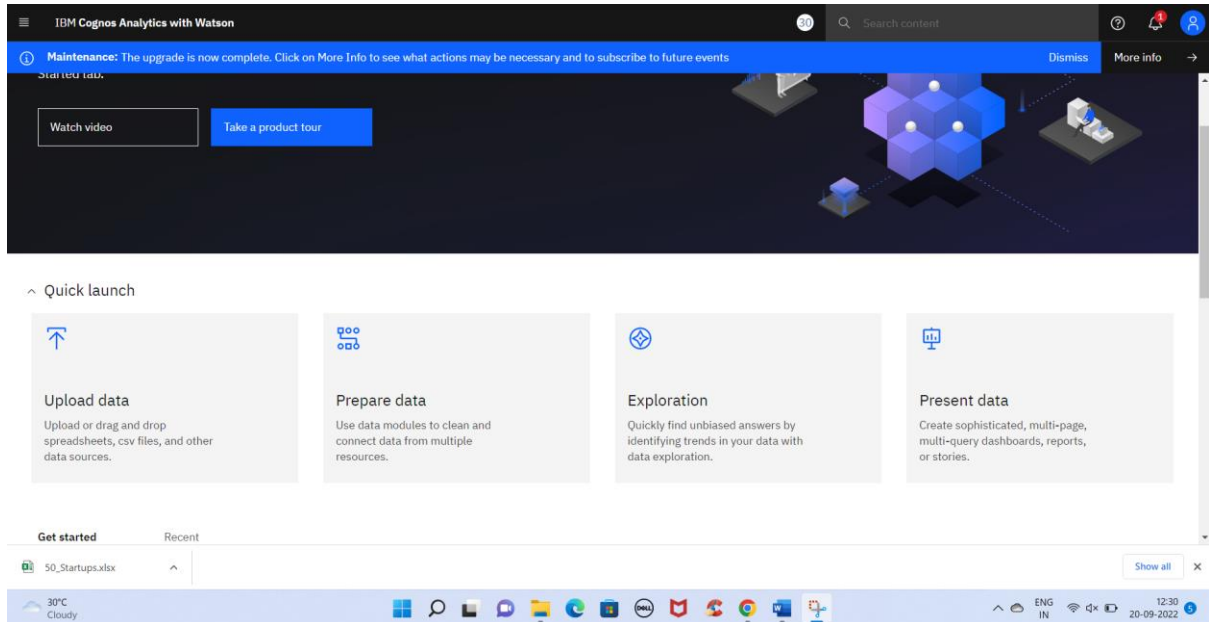 IBM Cognos Analytics with Watson
30
Search content
1
Maintenance: The upgrade is now complete. Click on More Info to see what actions may be necessary and to subscribe to future events
Dismiss
More info
Started tab.
Watch video
Take a product tour
Quick launch
Upload data
Upload or drag and drop
spreadsheets, csv files, and other
data sources.
Prepare data
Use data modules to clean and
connect data from multiple
resources.
Exploration
Quickly find unbiased answers by
identifying trends in your data with
data exploration.
Present data
Create sophisticated, multi-page,
multi-query dashboards, reports,
or stories.
Get started
Recent
50_Startups.xlsx
Show all
30°C
Cloudy
DELL
ENG
IN
12:30
20-09-2022
5